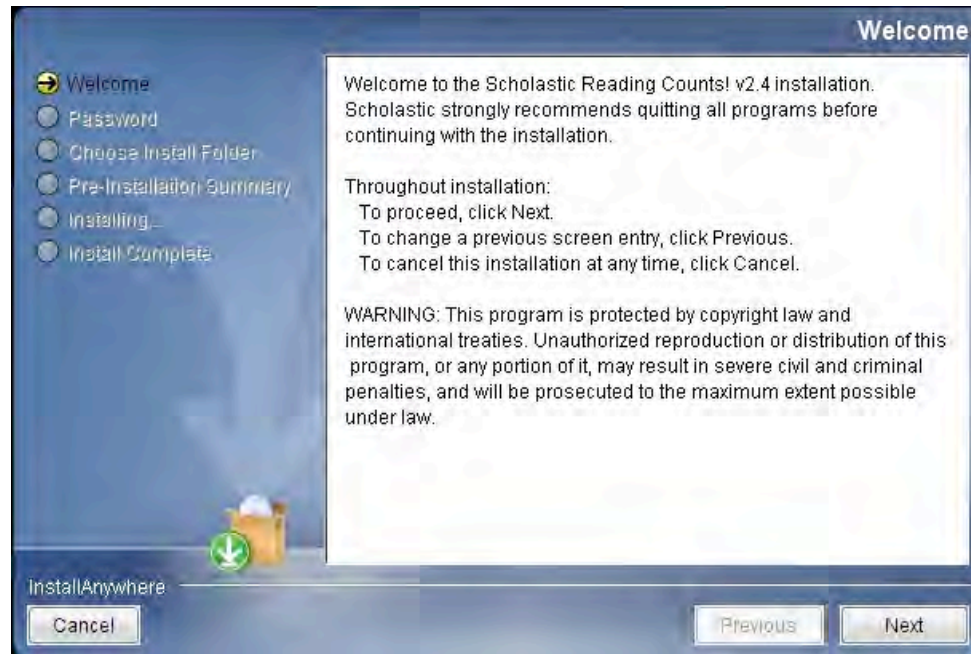 Welcome
Welcome
Password
Choose Install Folder
Pre-Installation Summary
Installing...
Install Complete
Welcome to the Scholastic Reading Counts! v2.4 installation.
Scholastic strongly recommends quitting all programs before
continuing with the installation.
Throughout installation:
To proceed, click Next.
To change a previous screen entry, click Previous.
To cancel this installation at any time, click Cancel.
WARNING: This program is protected by copyright law and
international treaties. Unauthorized reproduction or distribution of this
program, or any portion of it, may result in severe civil and criminal
penalties, and will be prosecuted to the maximum extent possible
under law.
InstallAnywhere
Cancel
Previous
Next